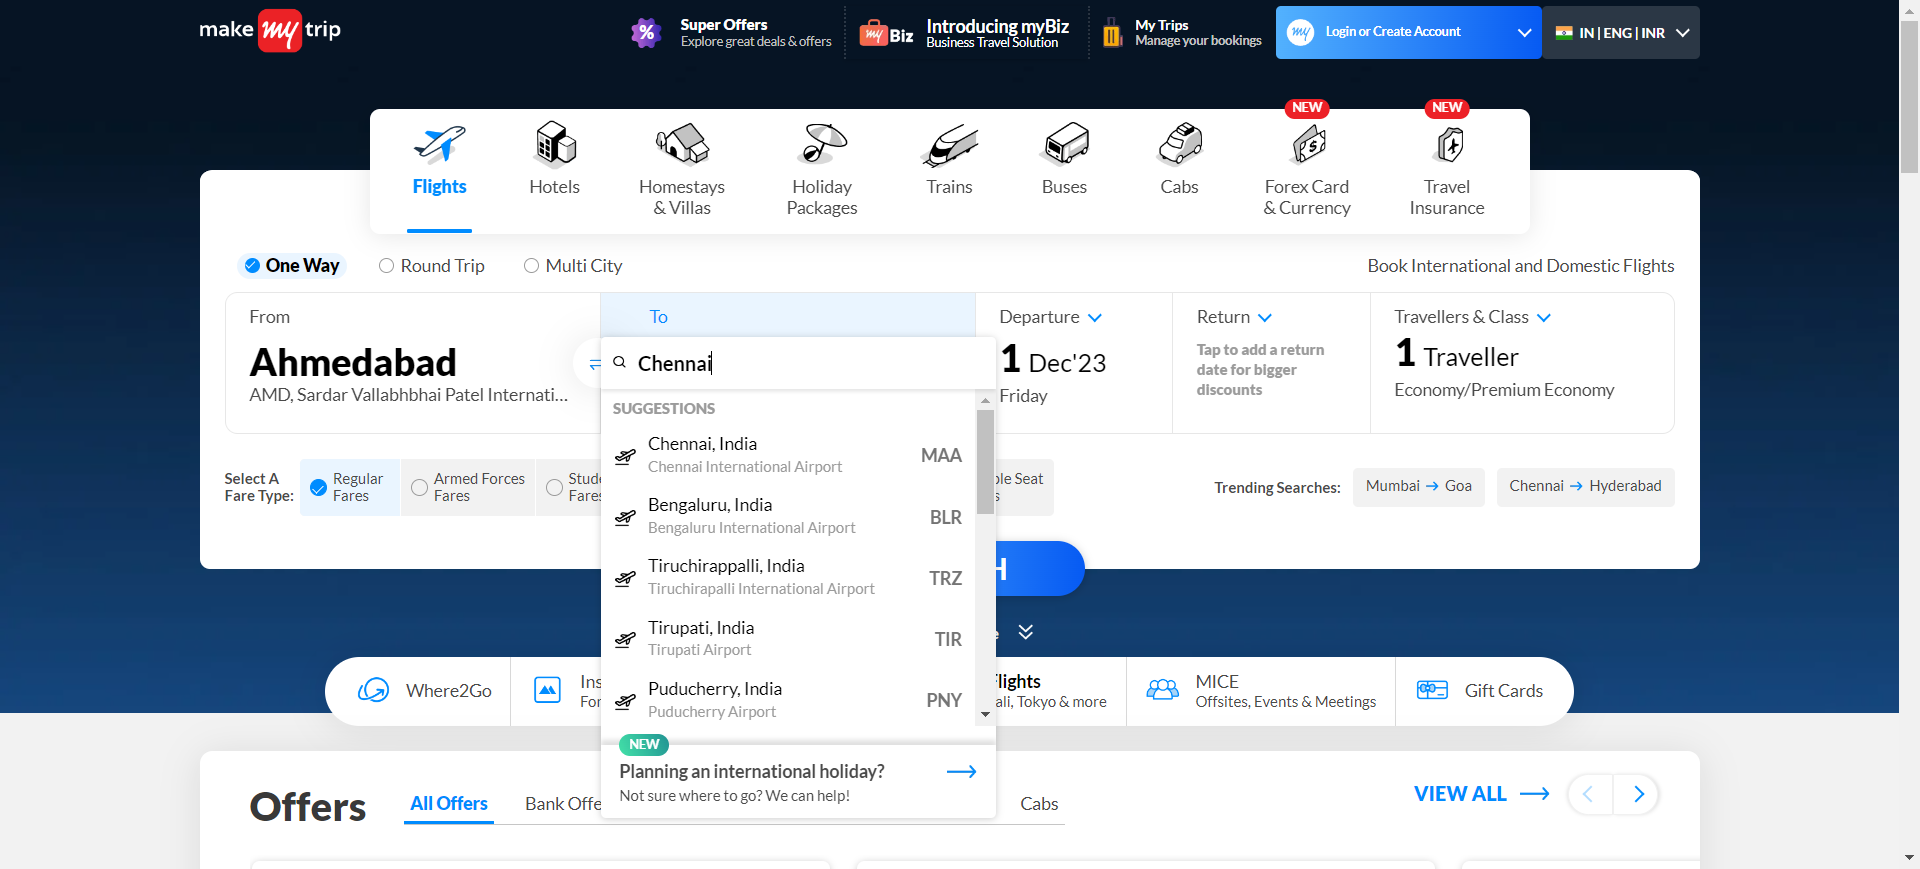 make my trip
%
Super Offers
Explore great deals & offers
my Biz
Introducing myBiz
Business Travel Solution
My Trips
Manage your bookings
my
Login or Create Account
IN | ENG | INR
NEW
NEW
Flights
Hotels
Homestays
& Villas
Holiday
Packages
Trains
Buses
Cabs
Forex Card
& Currency
Travel
Insurance
One Way
Round Trip
Multi City
Book International and Domestic Flights
From
Ahmedabad
AMD, Sardar Vallabhbhai Patel Internati...
To
Chennai
Departure
1 Dec'23
Friday
Return
Tap to add a return
date for bigger
discounts
Travellers & Class
1 Traveller
Economy/Premium Economy
SUGGESTIONS
Chennai, India
Chennai International Airport
MAA
Bengaluru, India
Bengaluru International Airport
BLR
Tiruchirappalli, India
Tiruchirapalli International Airport
TRZ
Tirupati, India
Tirupati Airport
TIR
Puducherry, India
Puducherry Airport
PNY
NEW
Planning an international holiday?
Not sure where to go? We can help!
Select A
Fare Type:
Regular
Fares
Armed Forces
Fares
Fares
Seat
Trending Searches:
Mumbai → Goa
Chennai → Hyderabad
H
Where2Go
Flights
Tokyo & more
MICE
Offsites, Events & Meetings
Gift Cards
Offers
All Offers
Bank Offe
Cabs
VIEW ALL